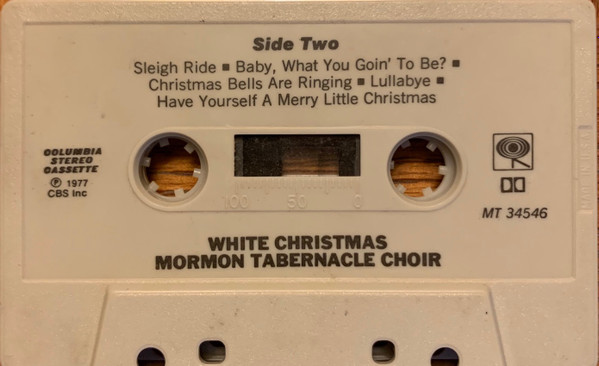 Side Two
Sleigh Ride ■ Baby, What You Goin' To Be? ■
Christmas Bells Are Ringing ■ Lullabye ■
Have Yourself A Merry Little Christmas
COLUMBIA
STEREO
CASSETTE
Ⓟ 1977
CBS Inc
100 50 0
MT 34546
WHITE CHRISTMAS
MORMON TABERNACLE CHOIR